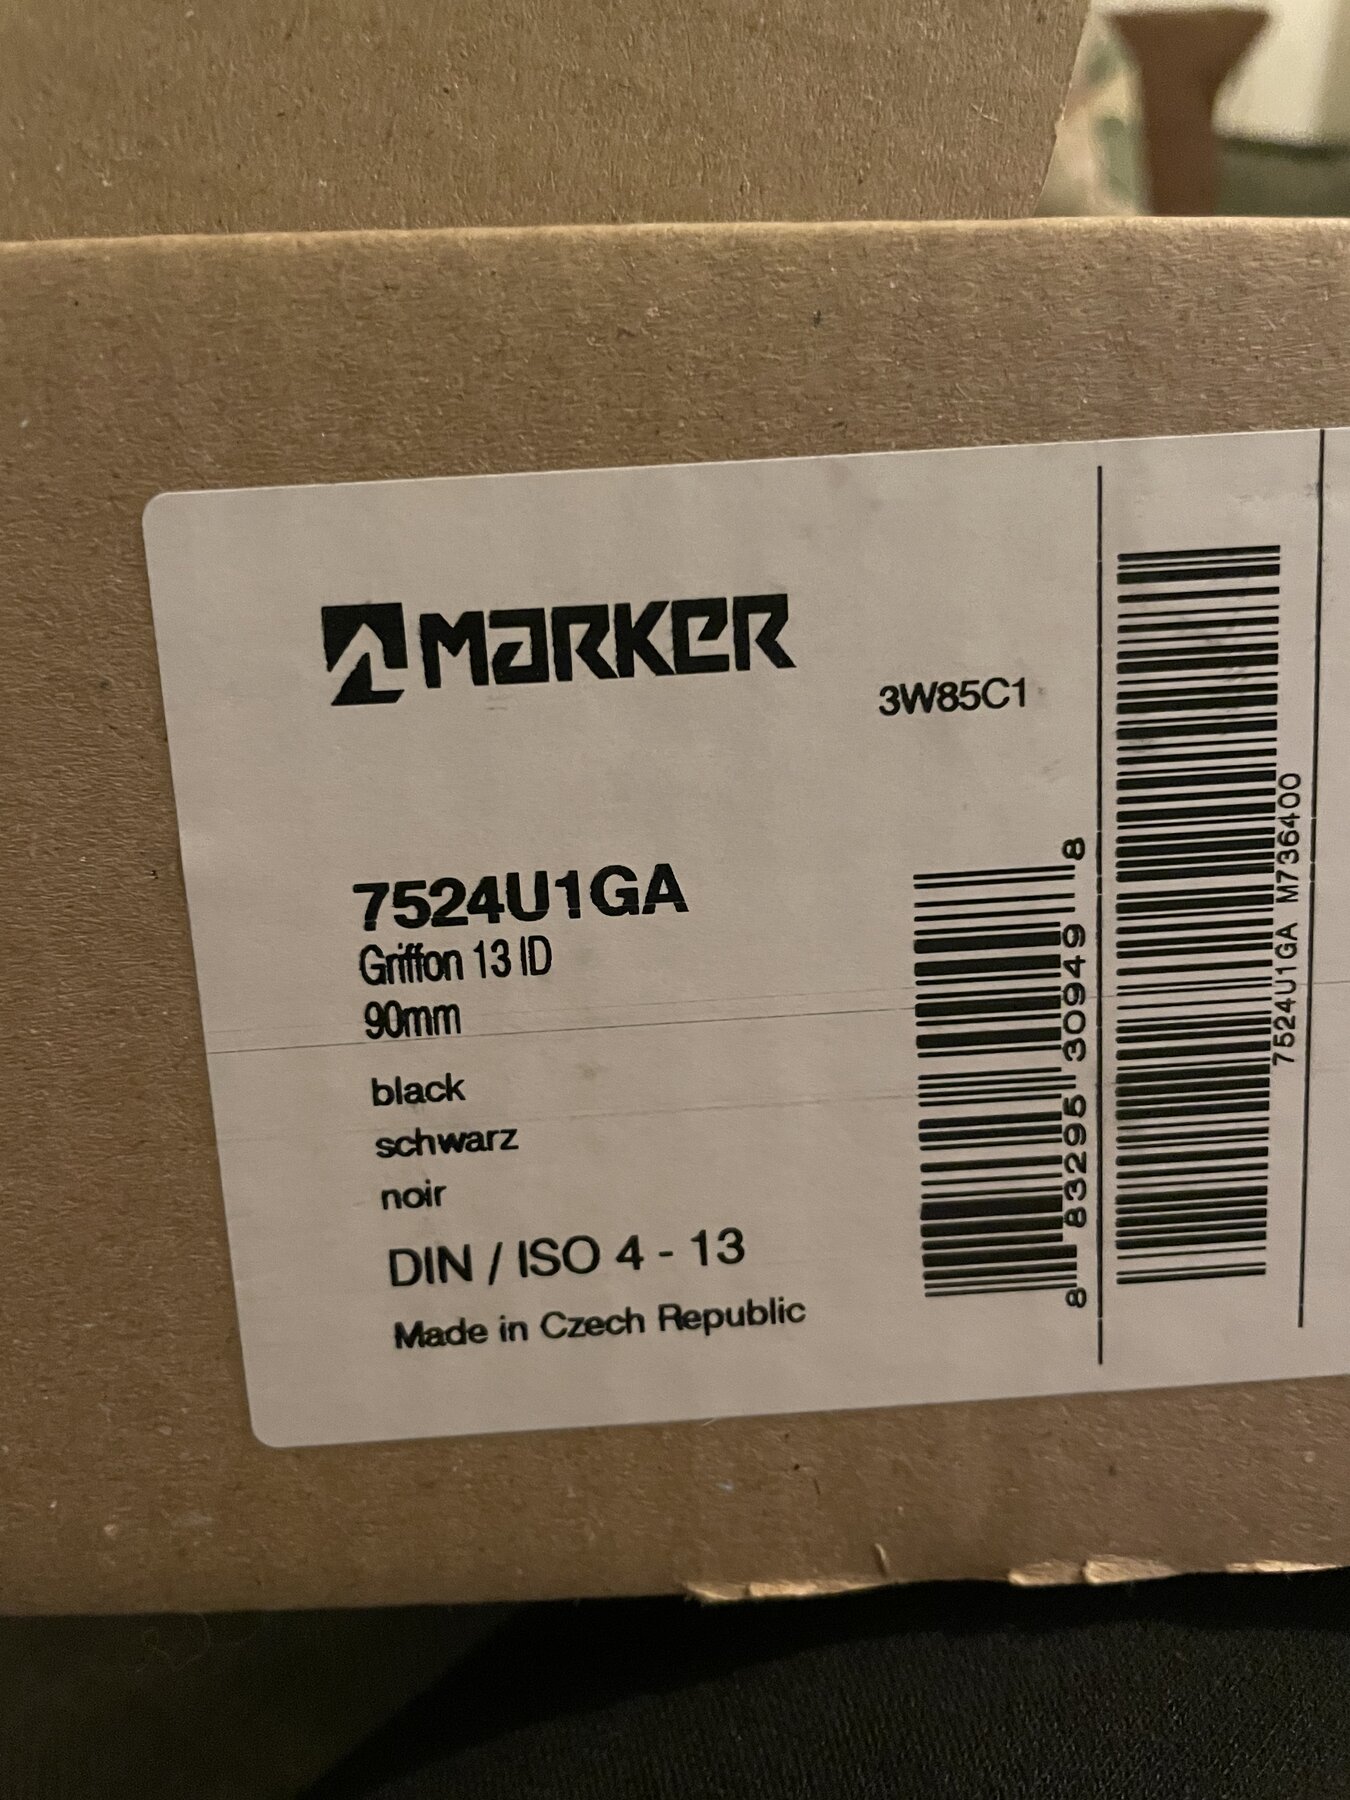 MARKER
3W85C1
7524U1GA
Griffon 13 ID
90mm
black
schwarz
noir
DIN / ISO 4 - 13
Made in Czech Republic
8 83295 30949 8
7524U1GA M736400